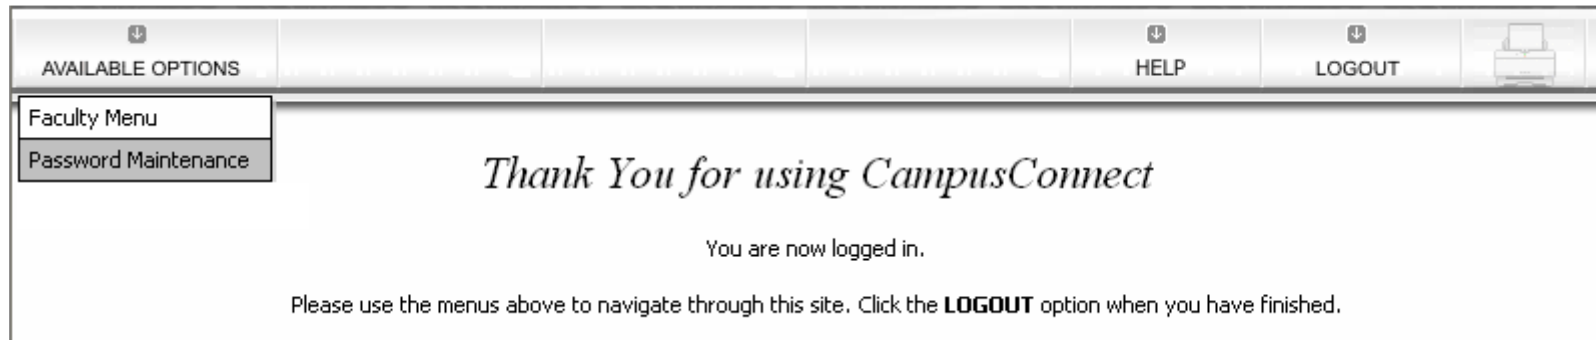 AVAILABLE OPTIONS HELP LOGOUT
Faculty Menu
Password Maintenance
Thank You for using CampusConnect
You are now logged in.
Please use the menus above to navigate through this site. Click the LOGOUT option when you have finished.